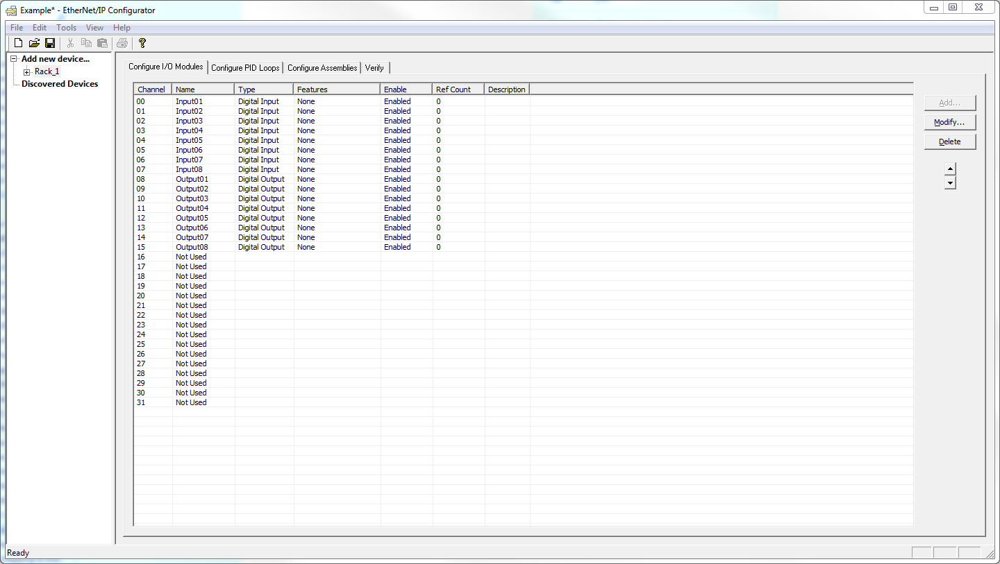 Example* - EtherNet/IP Configurator
File Edit Tools View Help
Add new device...
Rack_1
Discovered Devices
Configure I/O Modules Configure PID Loops Configure Assemblies Verify
Channel Name Type Features Enable Ref Count Description
00 Input01 Digital Input None Enabled 0
01 Input02 Digital Input None Enabled 0
02 Input03 Digital Input None Enabled 0
03 Input04 Digital Input None Enabled 0
04 Input05 Digital Input None Enabled 0
05 Input06 Digital Input None Enabled 0
06 Input07 Digital Input None Enabled 0
07 Input08 Digital Input None Enabled 0
08 Output01 Digital Output None Enabled 0
09 Output02 Digital Output None Enabled 0
10 Output03 Digital Output None Enabled 0
11 Output04 Digital Output None Enabled 0
12 Output05 Digital Output None Enabled 0
13 Output06 Digital Output None Enabled 0
14 Output07 Digital Output None Enabled 0
15 Output08 Digital Output None Enabled 0
16 Not Used
17 Not Used
18 Not Used
19 Not Used
20 Not Used
21 Not Used
22 Not Used
23 Not Used
24 Not Used
25 Not Used
26 Not Used
27 Not Used
28 Not Used
29 Not Used
30 Not Used
31 Not Used
Add...
Modify...
Delete
Ready